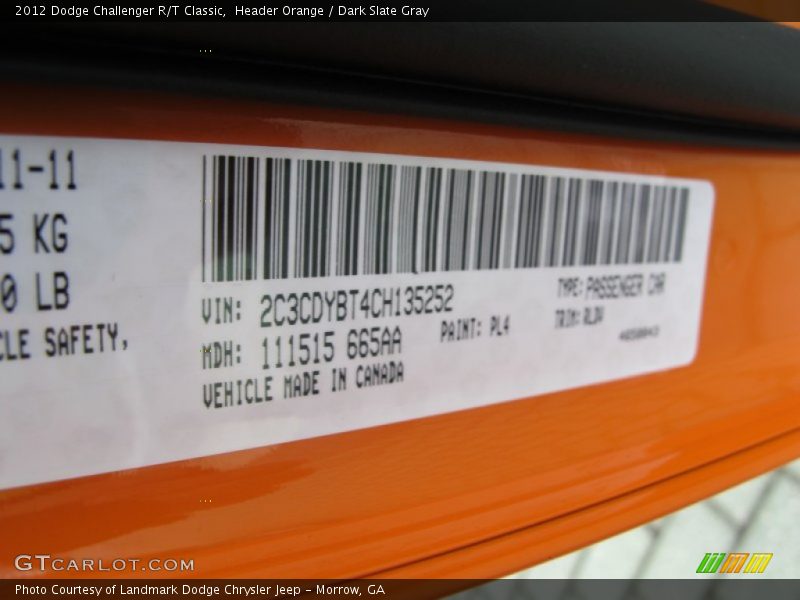 2012 Dodge Challenger R/T Classic,  Header Orange / Dark Slate Gray
11-11
5 KG
0 LB
CLE SAFETY,
VIN: 2C3CDYBT4CH135252
TYPE: PASSENGER CAR
MDH: 111515 665AA
PAINT: PL4
TRIM:
VEHICLE MADE IN CANADA
GTCARLOT.COM
Photo Courtesy of Landmark Dodge Chrysler Jeep - Morrow, GA